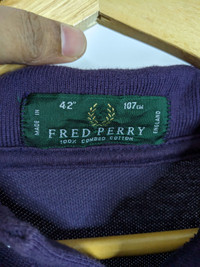 42" 107cm
MADE IN ENGLAND
FRED PERRY
100% COMBED COTTON